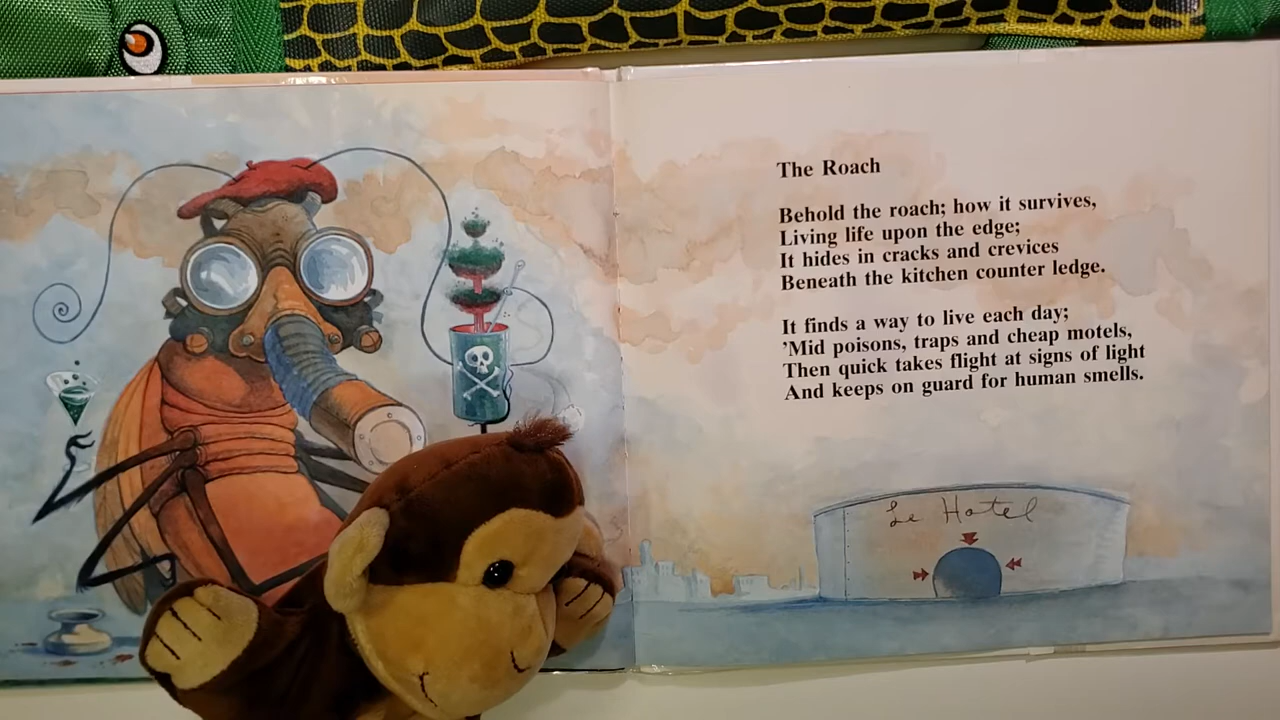 The Roach
Behold the roach; how it survives,
Living life upon the edge;
It hides in cracks and crevices
Beneath the kitchen counter ledge.
It finds a way to live each day;
'Mid poisons, traps and cheap motels,
Then quick takes flight at signs of light
And keeps on guard for human smells.
Le Hotel